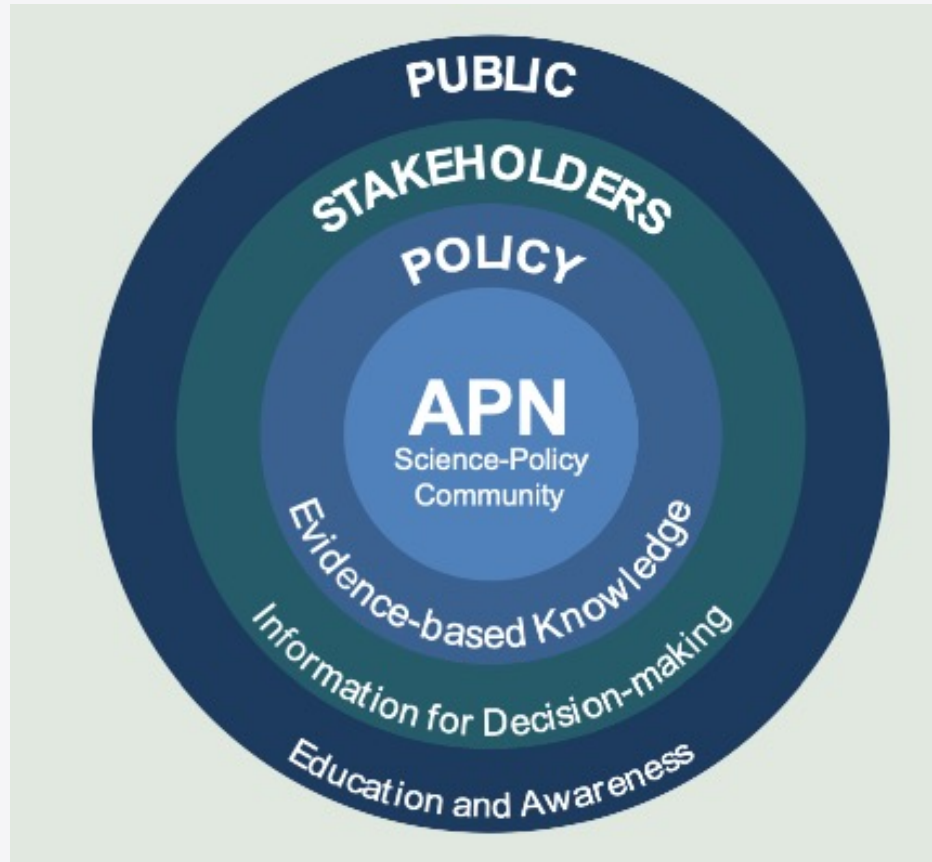 PUBLIC
STAKEHOLDERS
POLICY
APN
Science-Policy
Community
Evidence-based Knowledge
Information for Decision-making
Education and Awareness